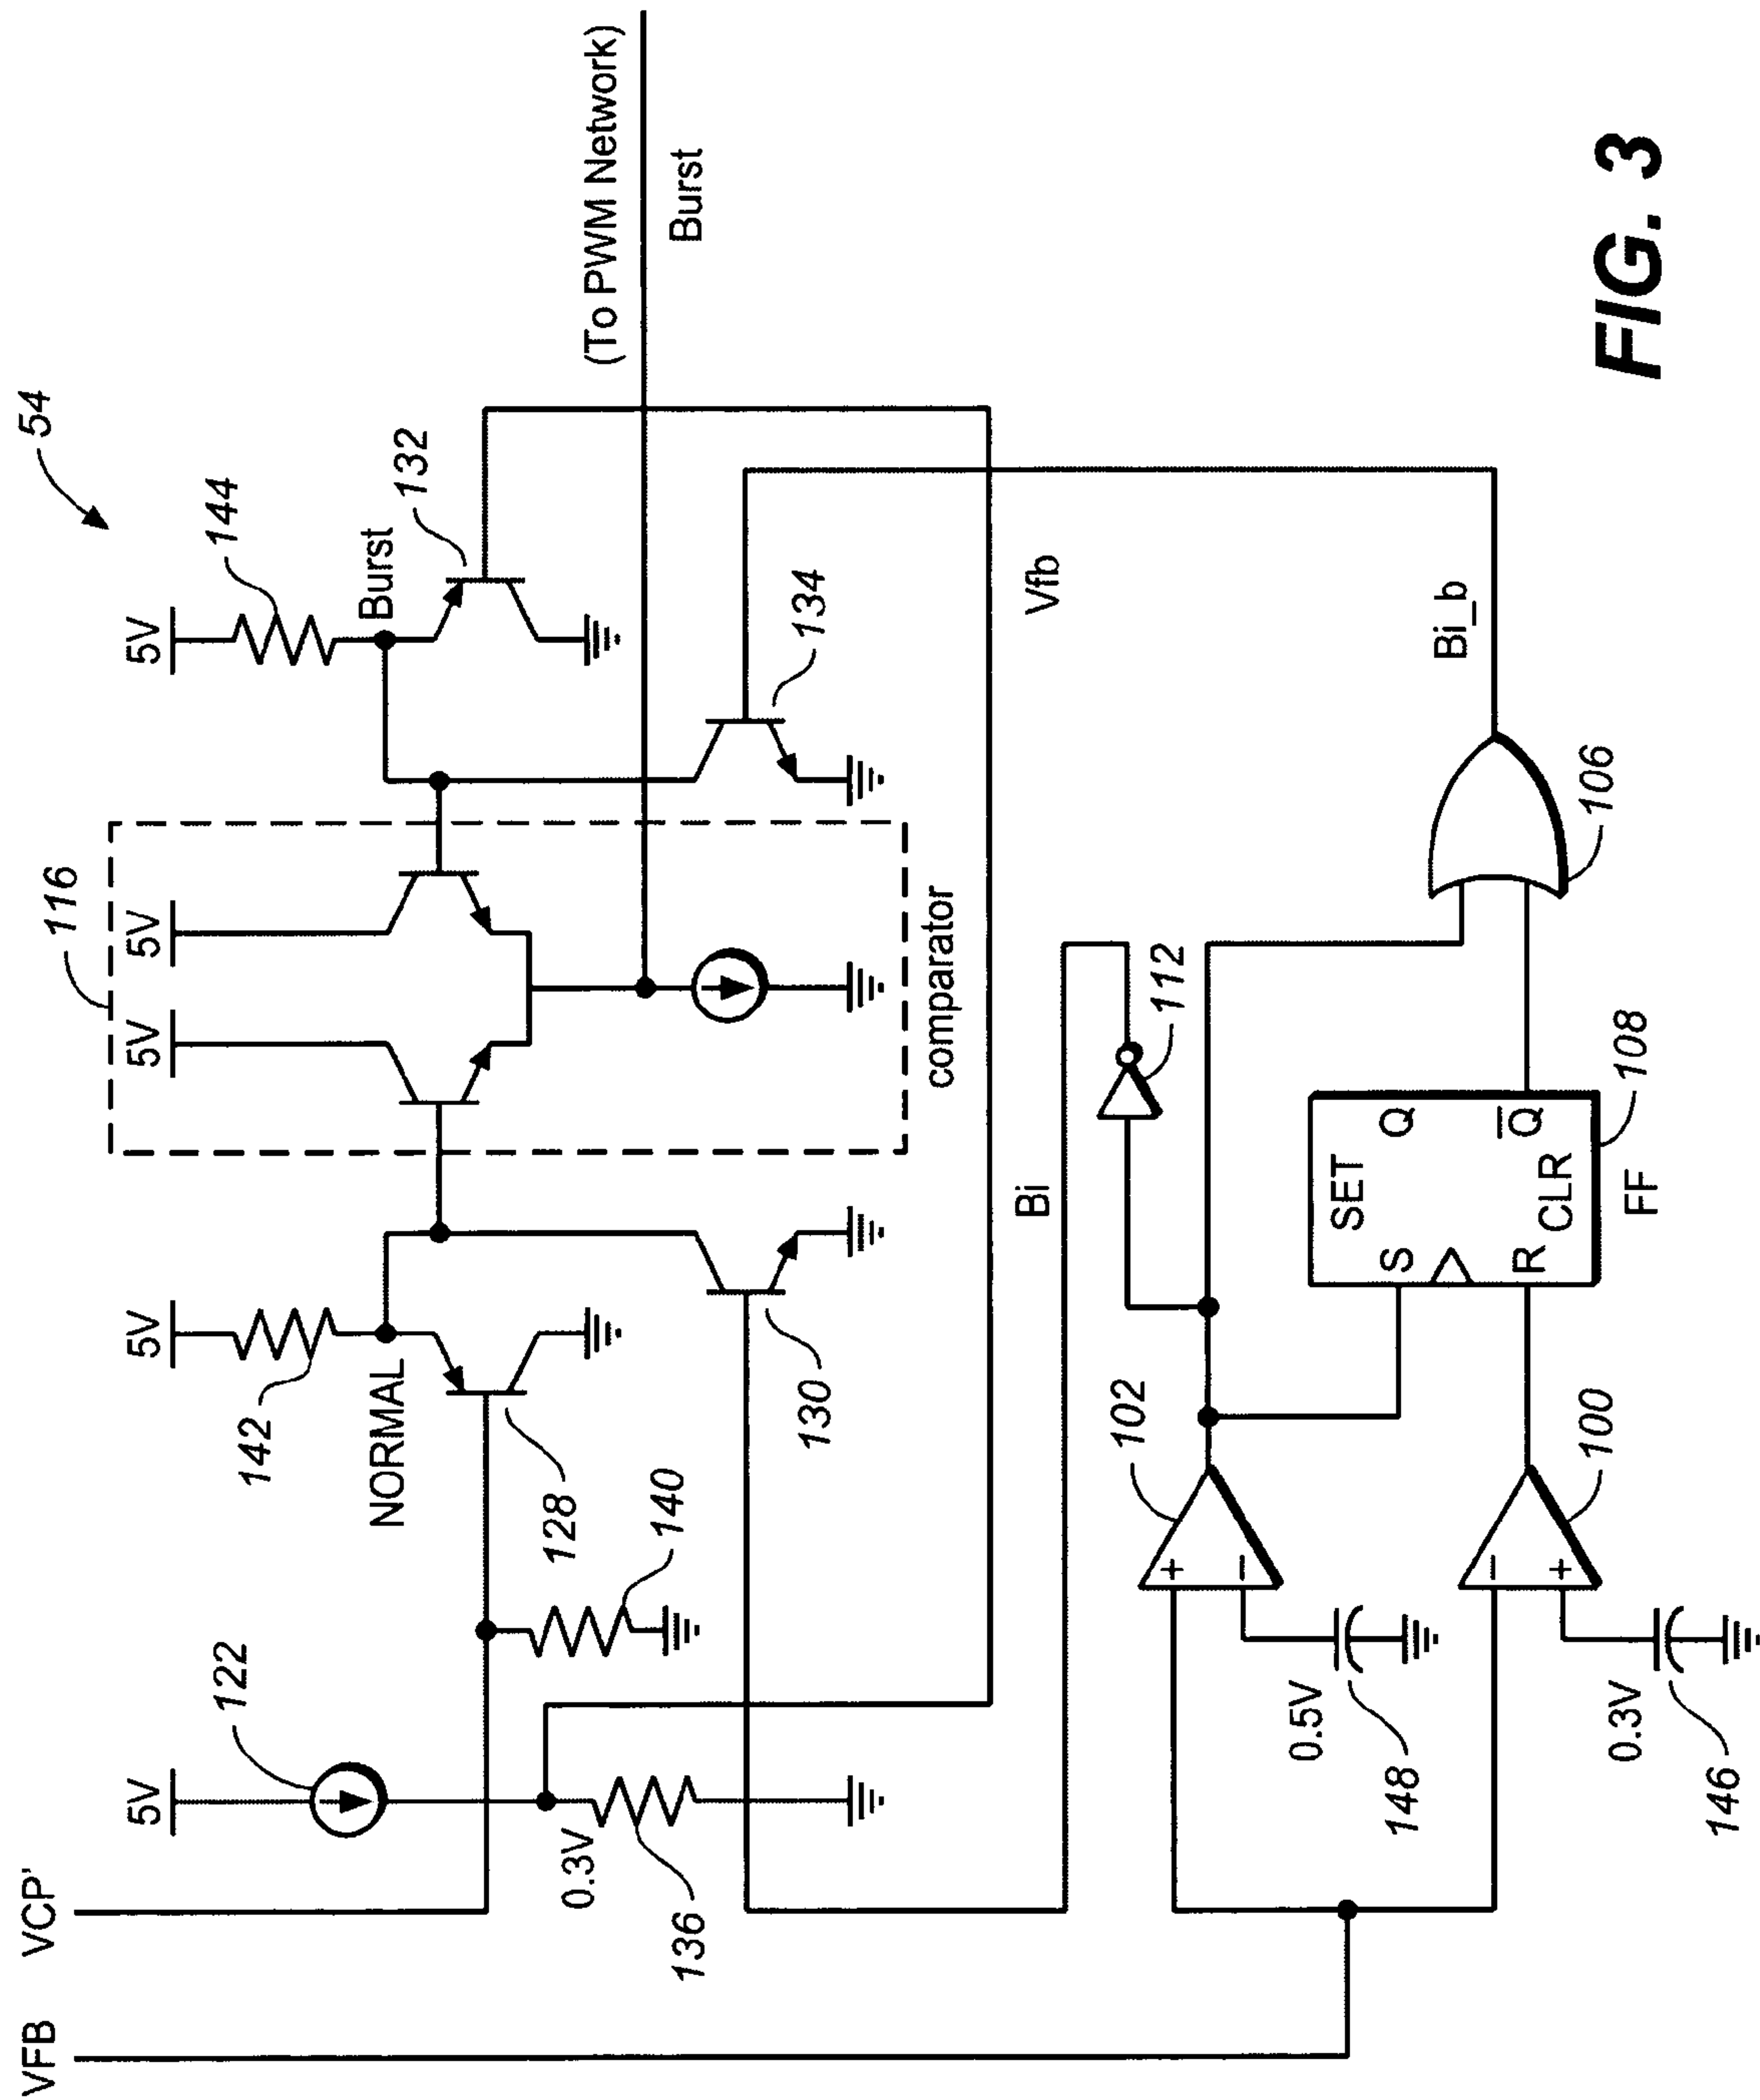 54
VFB
VCP'
5V
122
0.3V
136
140
5V
142
NORMAL
128
130
116
5V
5V
comparator
5V
144
Burst
132
134
(To PWM Network)
Burst
Vfb
Bi
112
Bi_b
102
+
−
0.5V
148
100
−
+
0.3V
146
SET
S
Q
R
Q̅
CLR
FF
108
106
FIG. 3